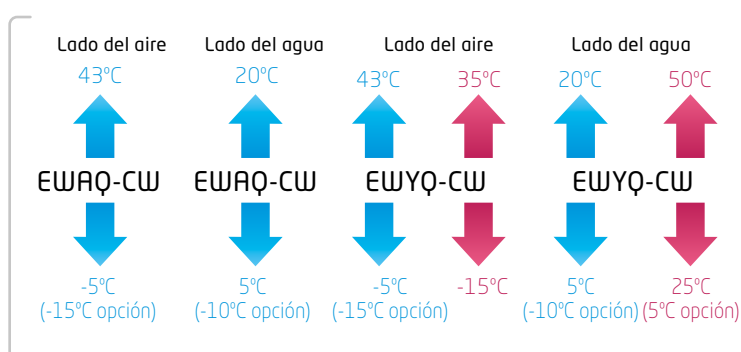 Lado del aire Lado del agua Lado del aire Lado del agua
43ºC 20ºC 43ºC 35ºC 20ºC 50ºC
EWAQ-CW EWAQ-CW EWYQ-CW EWYQ-CW
-5ºC 5ºC -5ºC -15ºC 5ºC 25ºC
(-15ºC opción) (-10ºC opción) (-15ºC opción) (-10ºC opción) (5ºC opción)